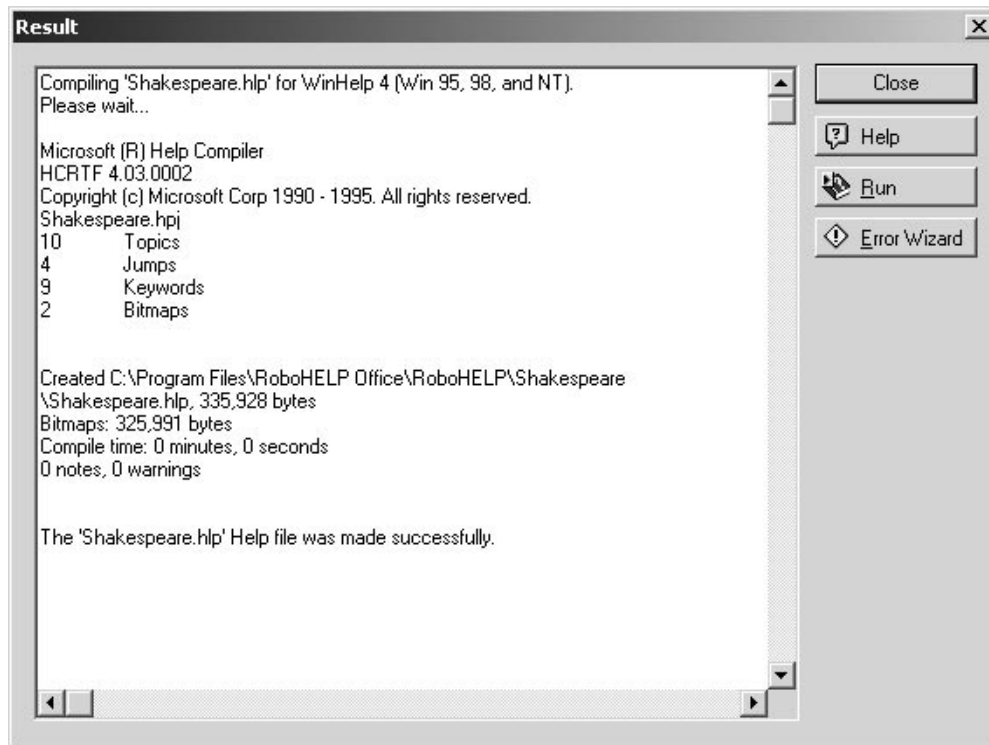 Result
Compiling 'Shakespeare.hlp' for WinHelp 4 (Win 95, 98, and NT).
Please wait...
Microsoft (R) Help Compiler
HCRTF 4.03.0002
Copyright (c) Microsoft Corp 1990 - 1995. All rights reserved.
Shakespeare.hpj
10 Topics
4 Jumps
9 Keywords
2 Bitmaps
Created C:\Program Files\RoboHELP Office\RoboHELP\Shakespeare
\Shakespeare.hlp, 335,928 bytes
Bitmaps: 325,991 bytes
Compile time: 0 minutes, 0 seconds
0 notes, 0 warnings
The 'Shakespeare.hlp' Help file was made successfully.
Close
Help
Run
Error Wizard